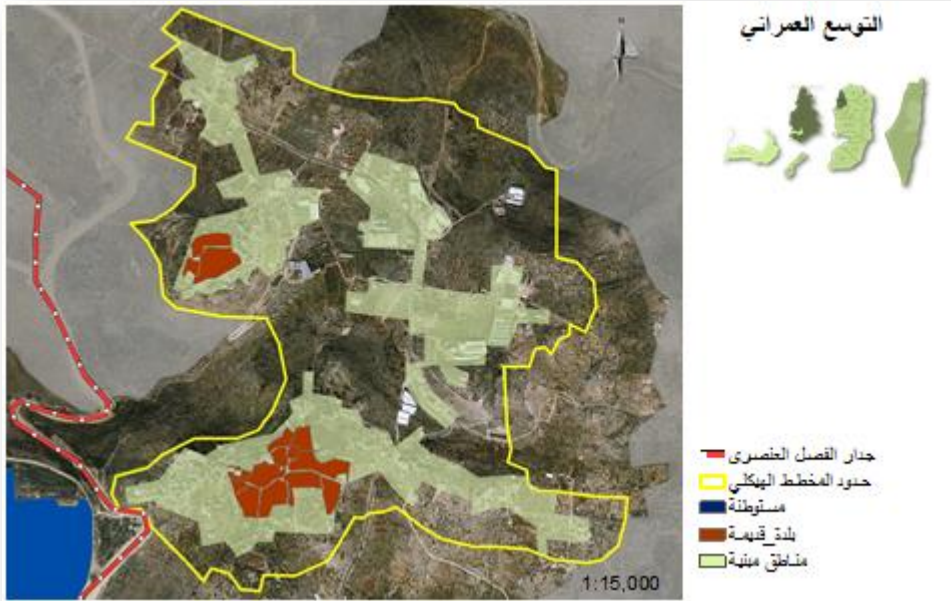 التوسع العمراني
N
جدار الفصل العنصري
حدود المخطط الهيكلي
مستوطنة
بلدة_قديمة
مناطق مبنية
1:15,000